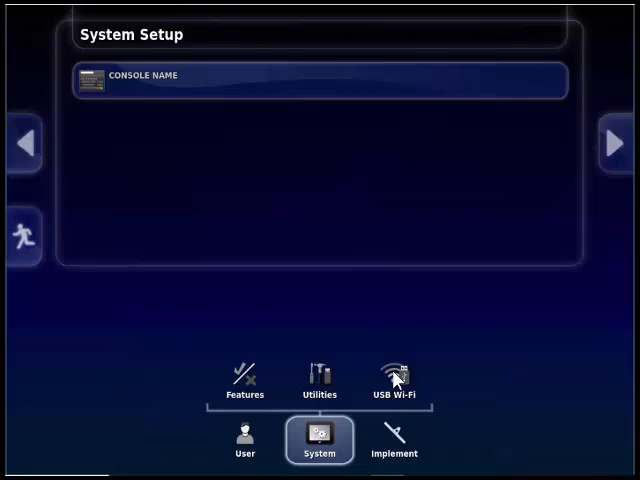 System Setup
CONSOLE NAME
Features
Utilities
USB Wi-Fi
User
System
Implement